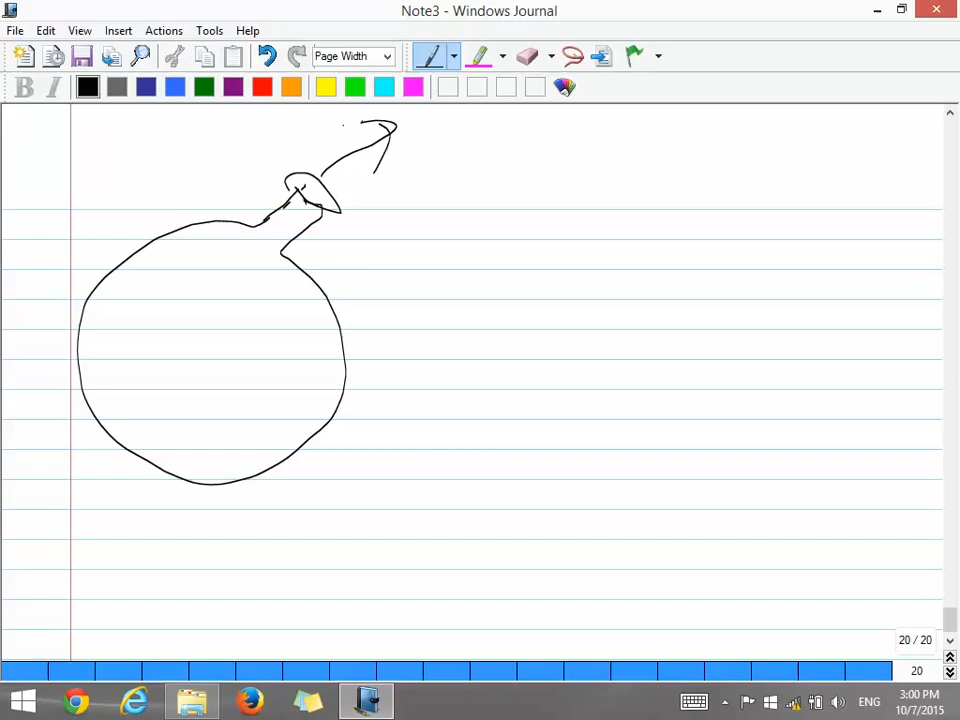 Note3 - Windows Journal
File Edit View Insert Actions Tools Help
Page Width
B I
20 / 20
20
ENG
3:00 PM
10/7/2015